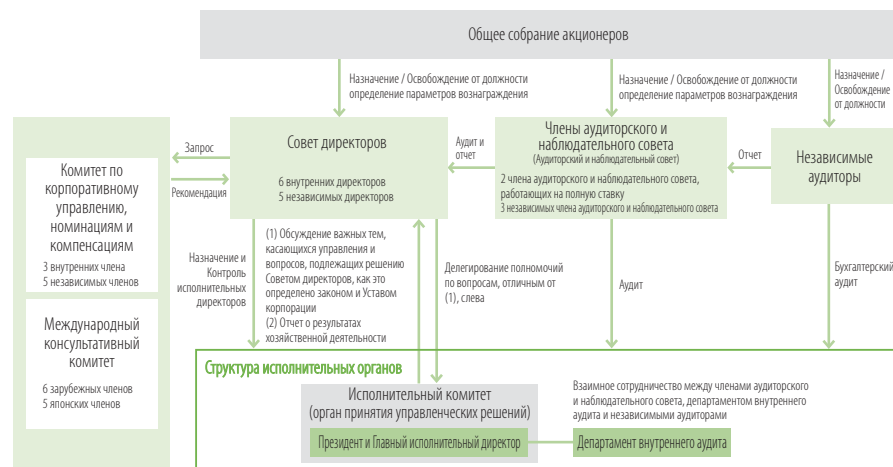 Общее собрание акционеров
Назначение / Освобождение от должности
определение параметров вознаграждения
Назначение / Освобождение от должности
определение параметров вознаграждения
Назначение /
Освобождение
от должности
Комитет по
корпоративному
управлению,
номинациям и
компенсациям
3 внутренних члена
5 независимых членов
Международный
консультативный
комитет
6 зарубежных членов
5 японских членов
Запрос
Рекомендация
Совет директоров
6 внутренних директоров
5 независимых директоров
Аудит и
отчет
Члены аудиторского и
наблюдательного совета
(Аудиторский и наблюдательный совет)
2 члена аудиторского и наблюдательного совета,
работающих на полную ставку
3 независимых члена аудиторского и наблюдательного совета
Отчет
Независимые
аудиторы
Назначение и
Контроль
исполнительных
директоров
(1) Обсуждение важных тем,
касающихся управления и
вопросов, подлежащих решению
Советом директоров, как это
определено законом и Уставом
корпорации
(2) Отчет о результатах
хозяйственной деятельности
Делегирование полномочий
по вопросам, отличным от
(1), слева
Аудит
Бухгалтерский
аудит
Структура исполнительных органов
Исполнительный комитет
(орган принятия управленческих решений)
Президент и Главный исполнительный директор
Взаимное сотрудничество между членами аудиторского
и наблюдательного совета, департаментом внутреннего
аудита и независимыми аудиторами
Департамент внутреннего аудита